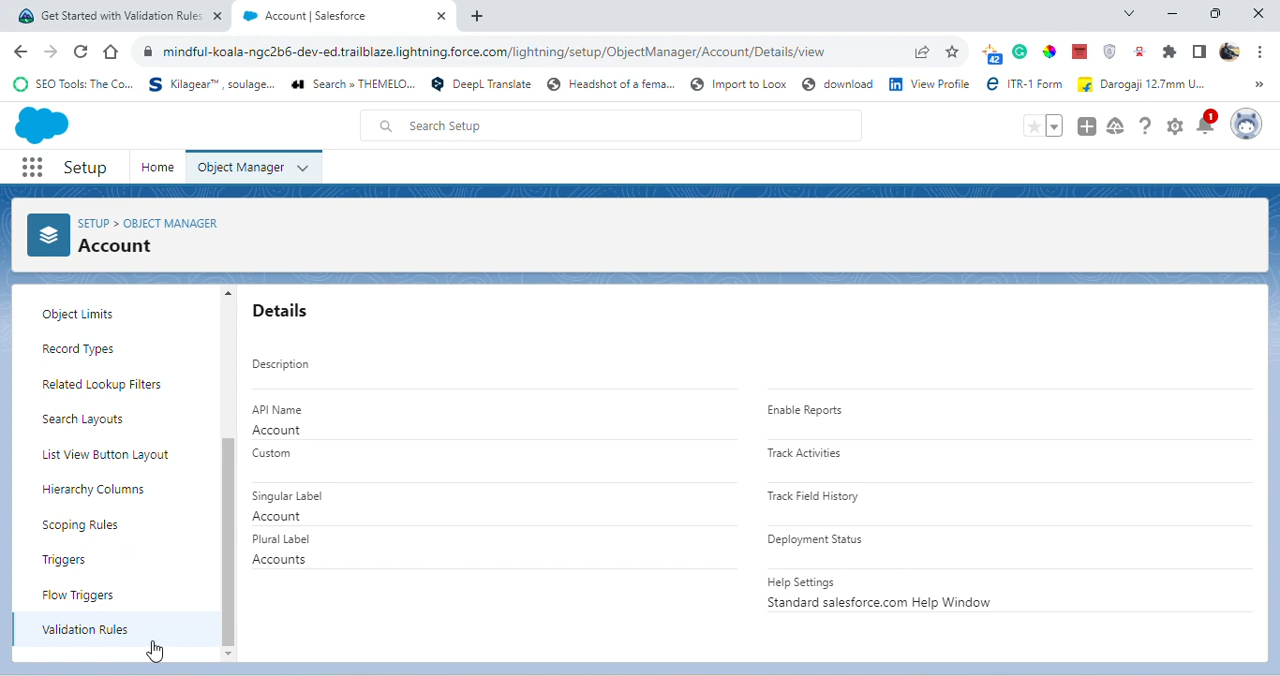 Get Started with Validation Rules
Account | Salesforce
mindful-koala-ngc2b6-dev-ed.trailblaze.lightning.force.com/lightning/setup/ObjectManager/Account/Details/view
42
SEO Tools: The Co...
Kilagear™ , soulage...
Search » THEMELO...
DeepL Translate
Headshot of a fema...
Import to Loox
download
View Profile
ITR-1 Form
Darogaji 12.7mm U...
»
Search Setup
1
Setup
Home
Object Manager
SETUP > OBJECT MANAGER
Account
Object Limits
Record Types
Related Lookup Filters
Search Layouts
List View Button Layout
Hierarchy Columns
Scoping Rules
Triggers
Flow Triggers
Validation Rules
Details
Description
API Name
Account
Custom
Singular Label
Account
Plural Label
Accounts
Enable Reports
Track Activities
Track Field History
Deployment Status
Help Settings
Standard salesforce.com Help Window